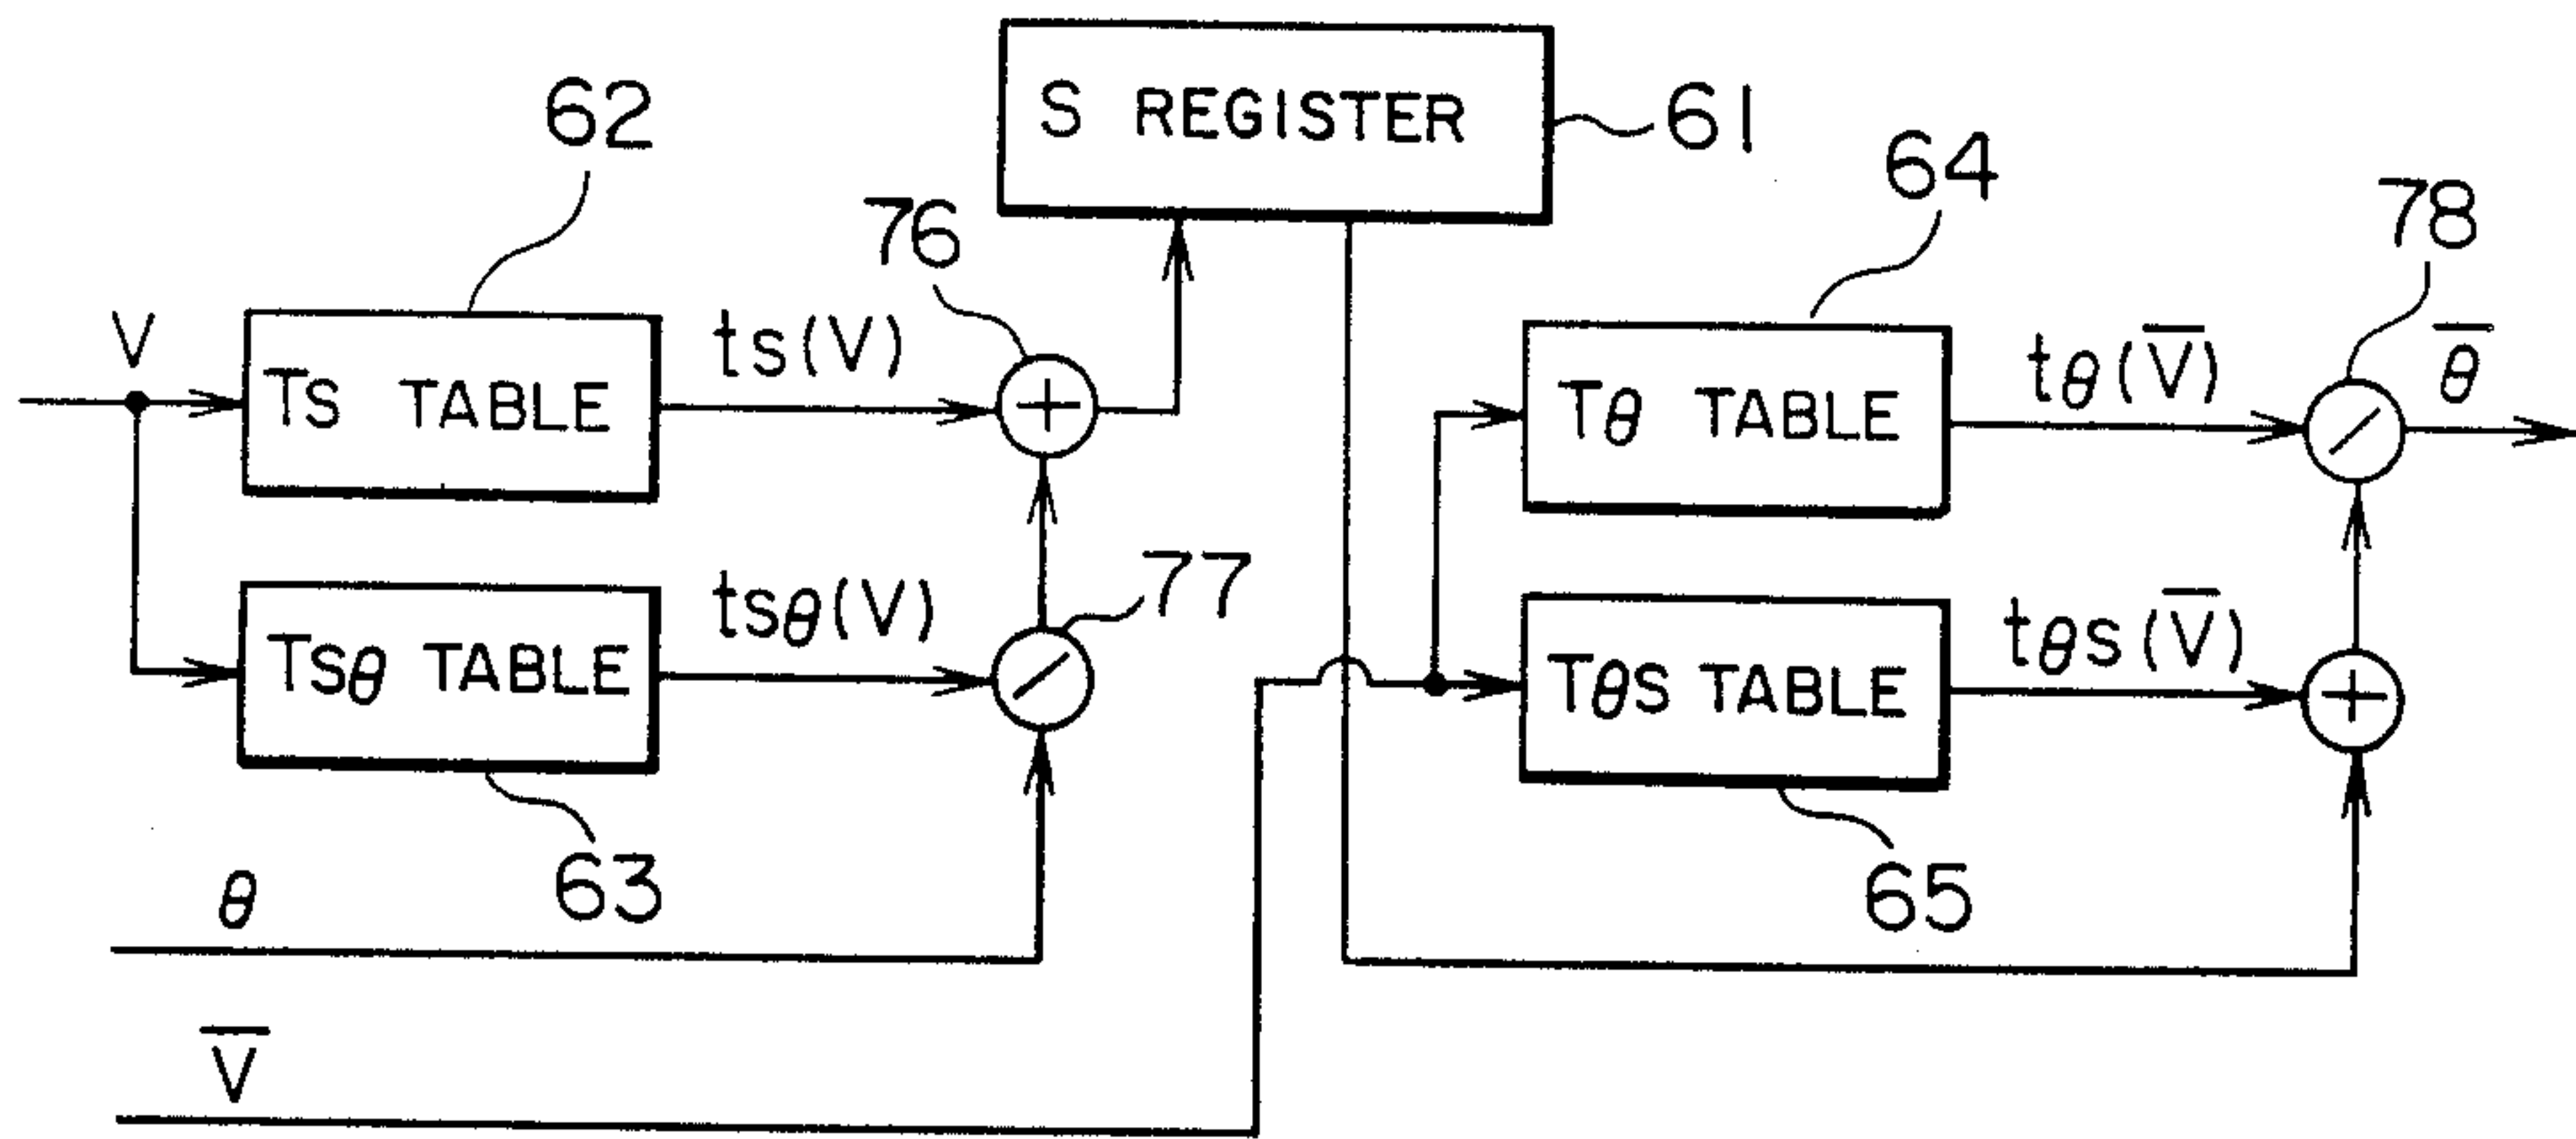 S REGISTER
61
62
76
64
78
V
TS TABLE
tS(V)
Tθ TABLE
tθ(V̅)
θ̅
+
/
TSθ TABLE
tSθ(V)
77
TθS TABLE
tθS(V̅)
/
+
63
65
θ
V̅